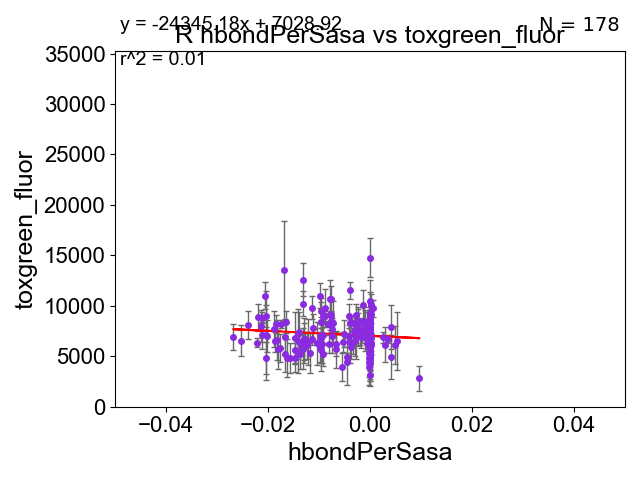 y = -24345.18x + 7028.92
N = 178
R hbondPerSasa vs toxgreen_fluor
r^2 = 0.01
35000
30000
25000
20000
15000
10000
5000
0
toxgreen_fluor
−0.04 −0.02 0.00 0.02 0.04
hbondPerSasa